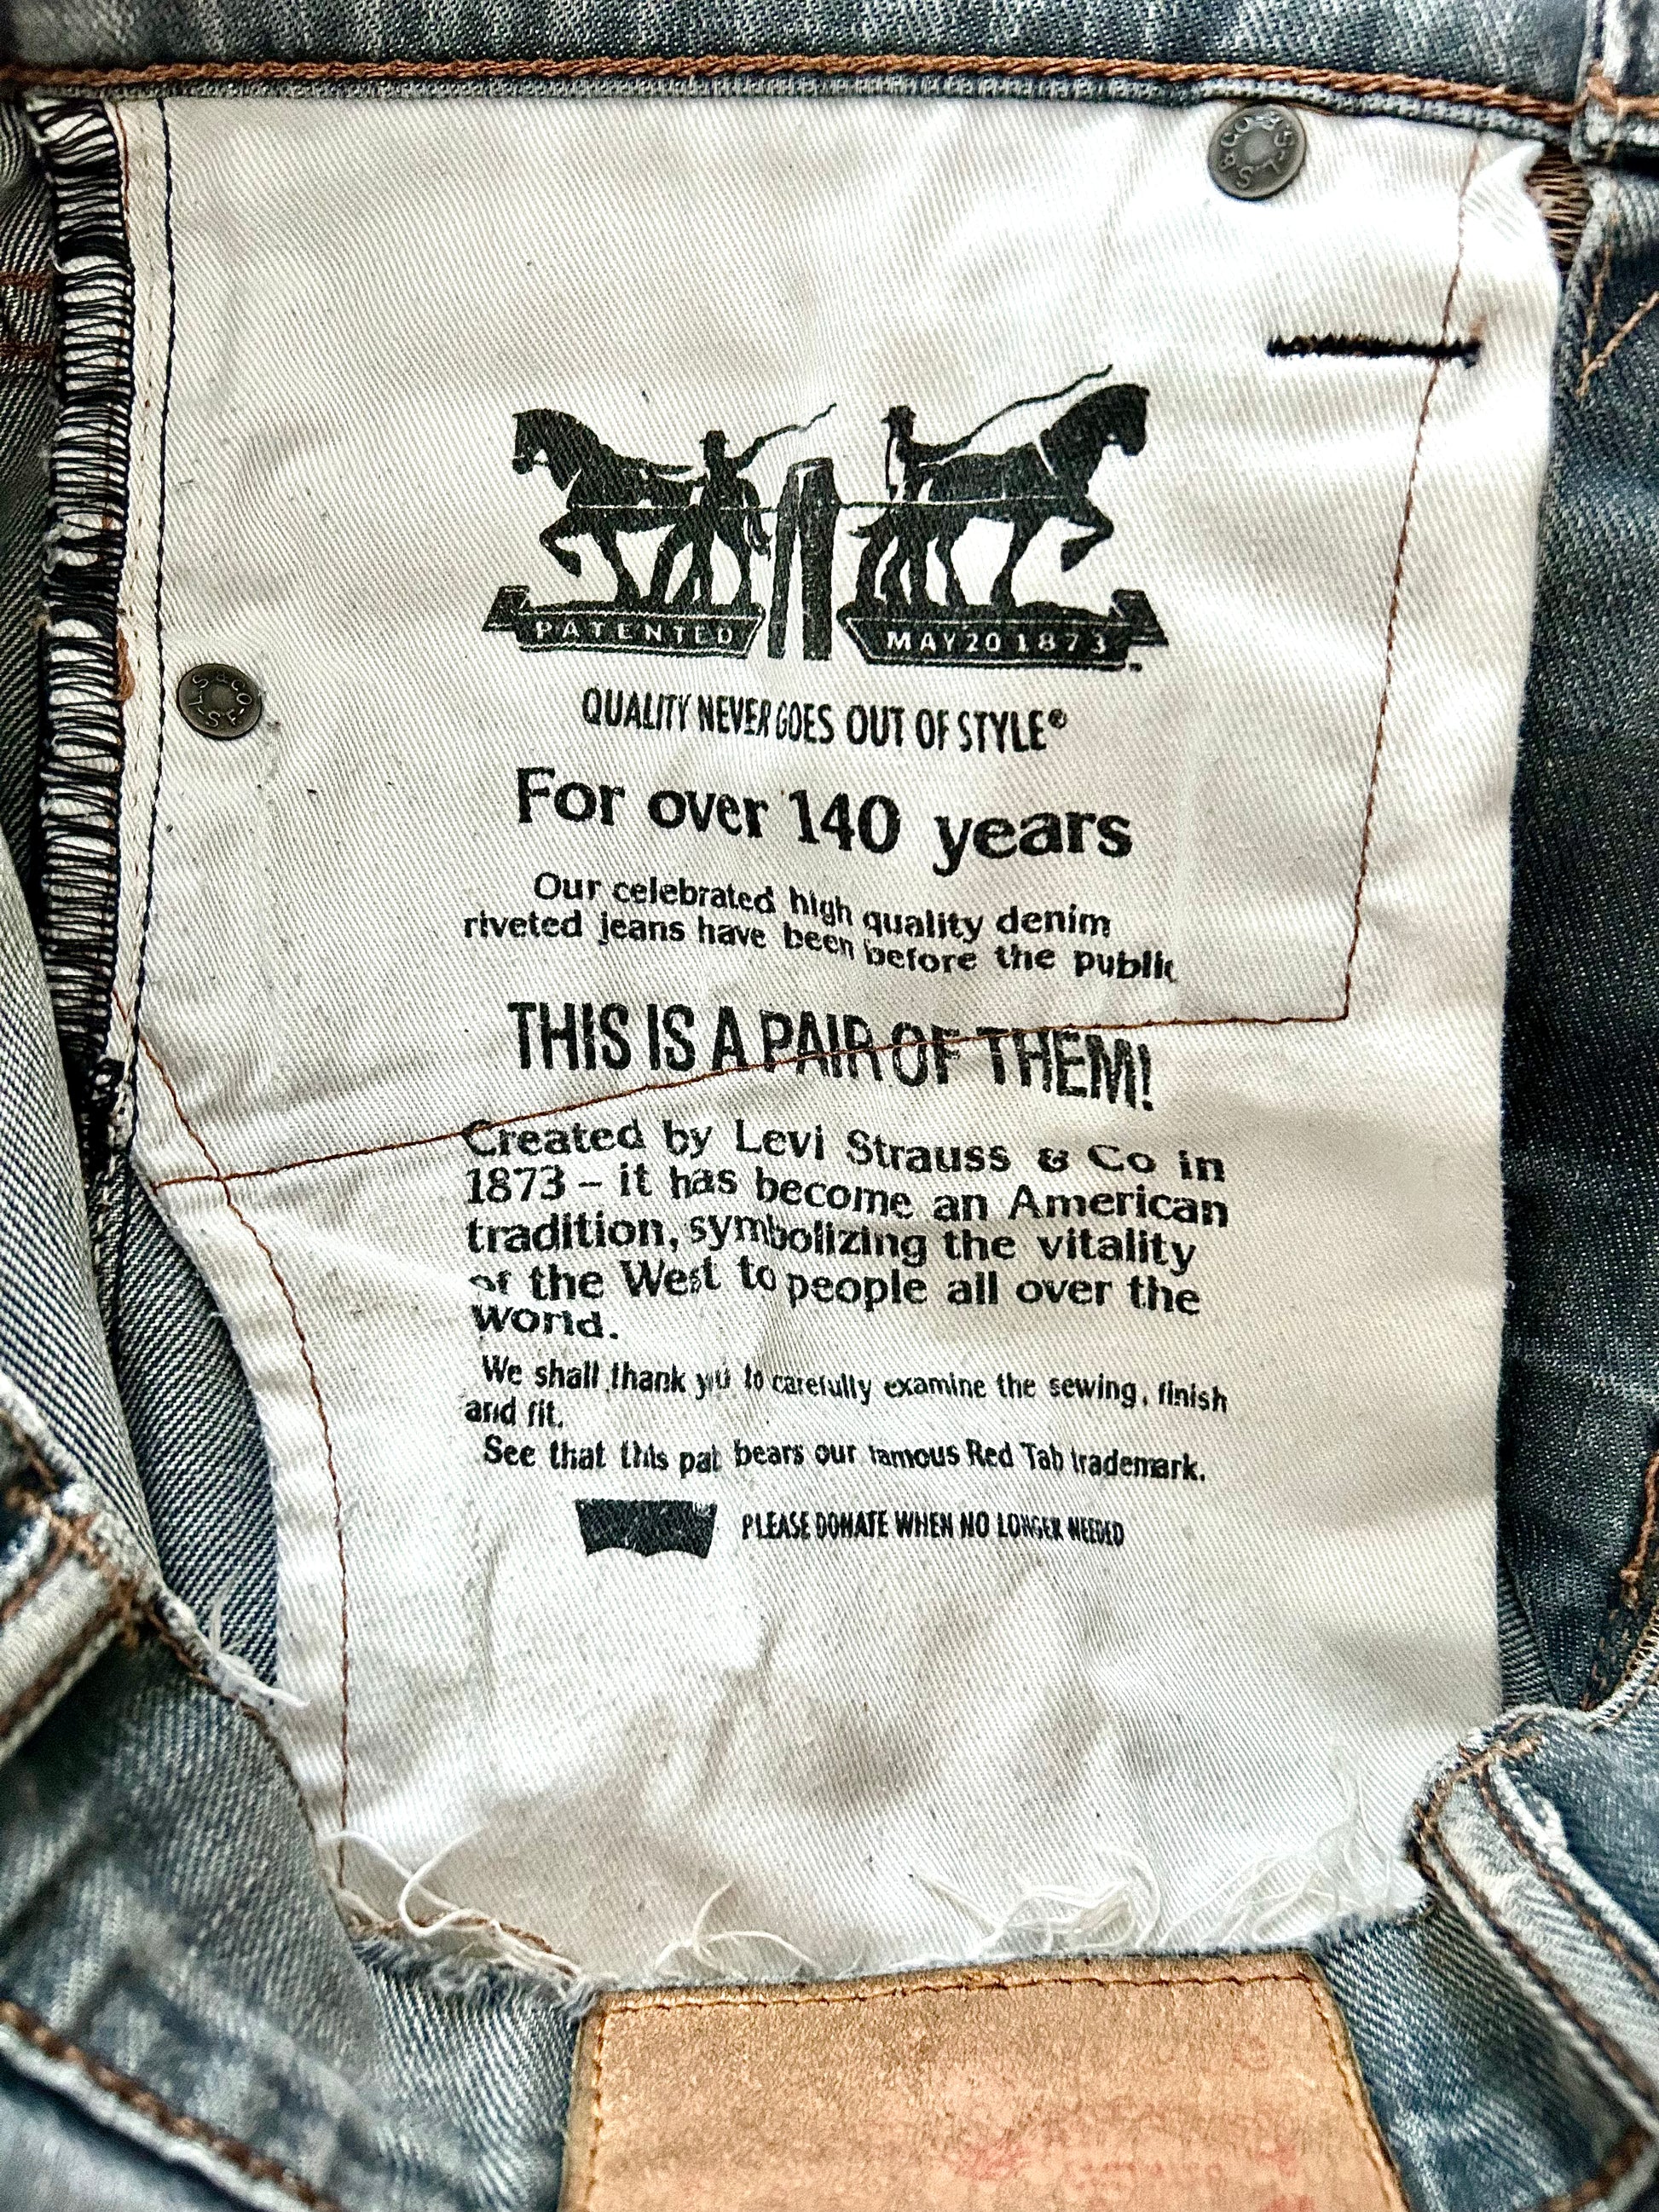 PATENTED MAY 20 1873
QUALITY NEVER GOES OUT OF STYLE®
For over 140 years
Our celebrated high quality denim
riveted jeans have been before the public
THIS IS A PAIR OF THEM!
Created by Levi Strauss & Co in
1873 – it has become an American
tradition, symbolizing the vitality
of the West to people all over the
World.
We shall thank you to carefully examine the sewing, finish
and fit.
See that this pair bears our famous Red Tab trademark.
PLEASE DONATE WHEN NO LONGER NEEDED